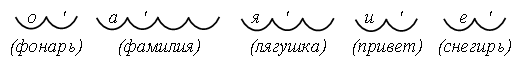 о ' а ' я ' и ' е '
(фонарь) (фамилия) (лягушка) (привет) (снегирь)